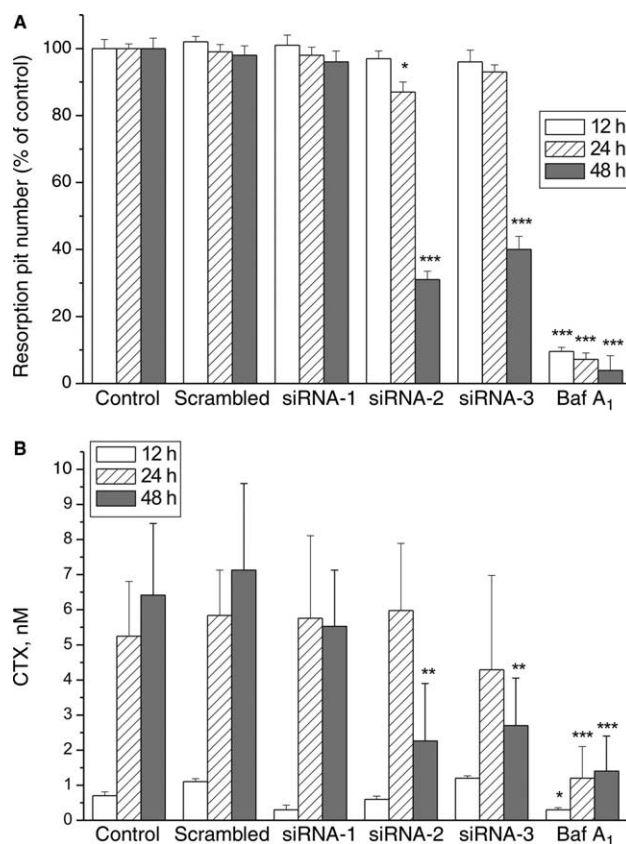 A
Resorption pit number (% of control)
100
80
60
40
20
0
*
***
***
***
***
***
12 h
24 h
48 h
Control Scrambled siRNA-1 siRNA-2 siRNA-3 Baf A₁
B
CTX, nM
10
9
8
7
6
5
4
3
2
1
0
12 h
24 h
48 h
**
**
*
***
***
Control Scrambled siRNA-1 siRNA-2 siRNA-3 Baf A₁